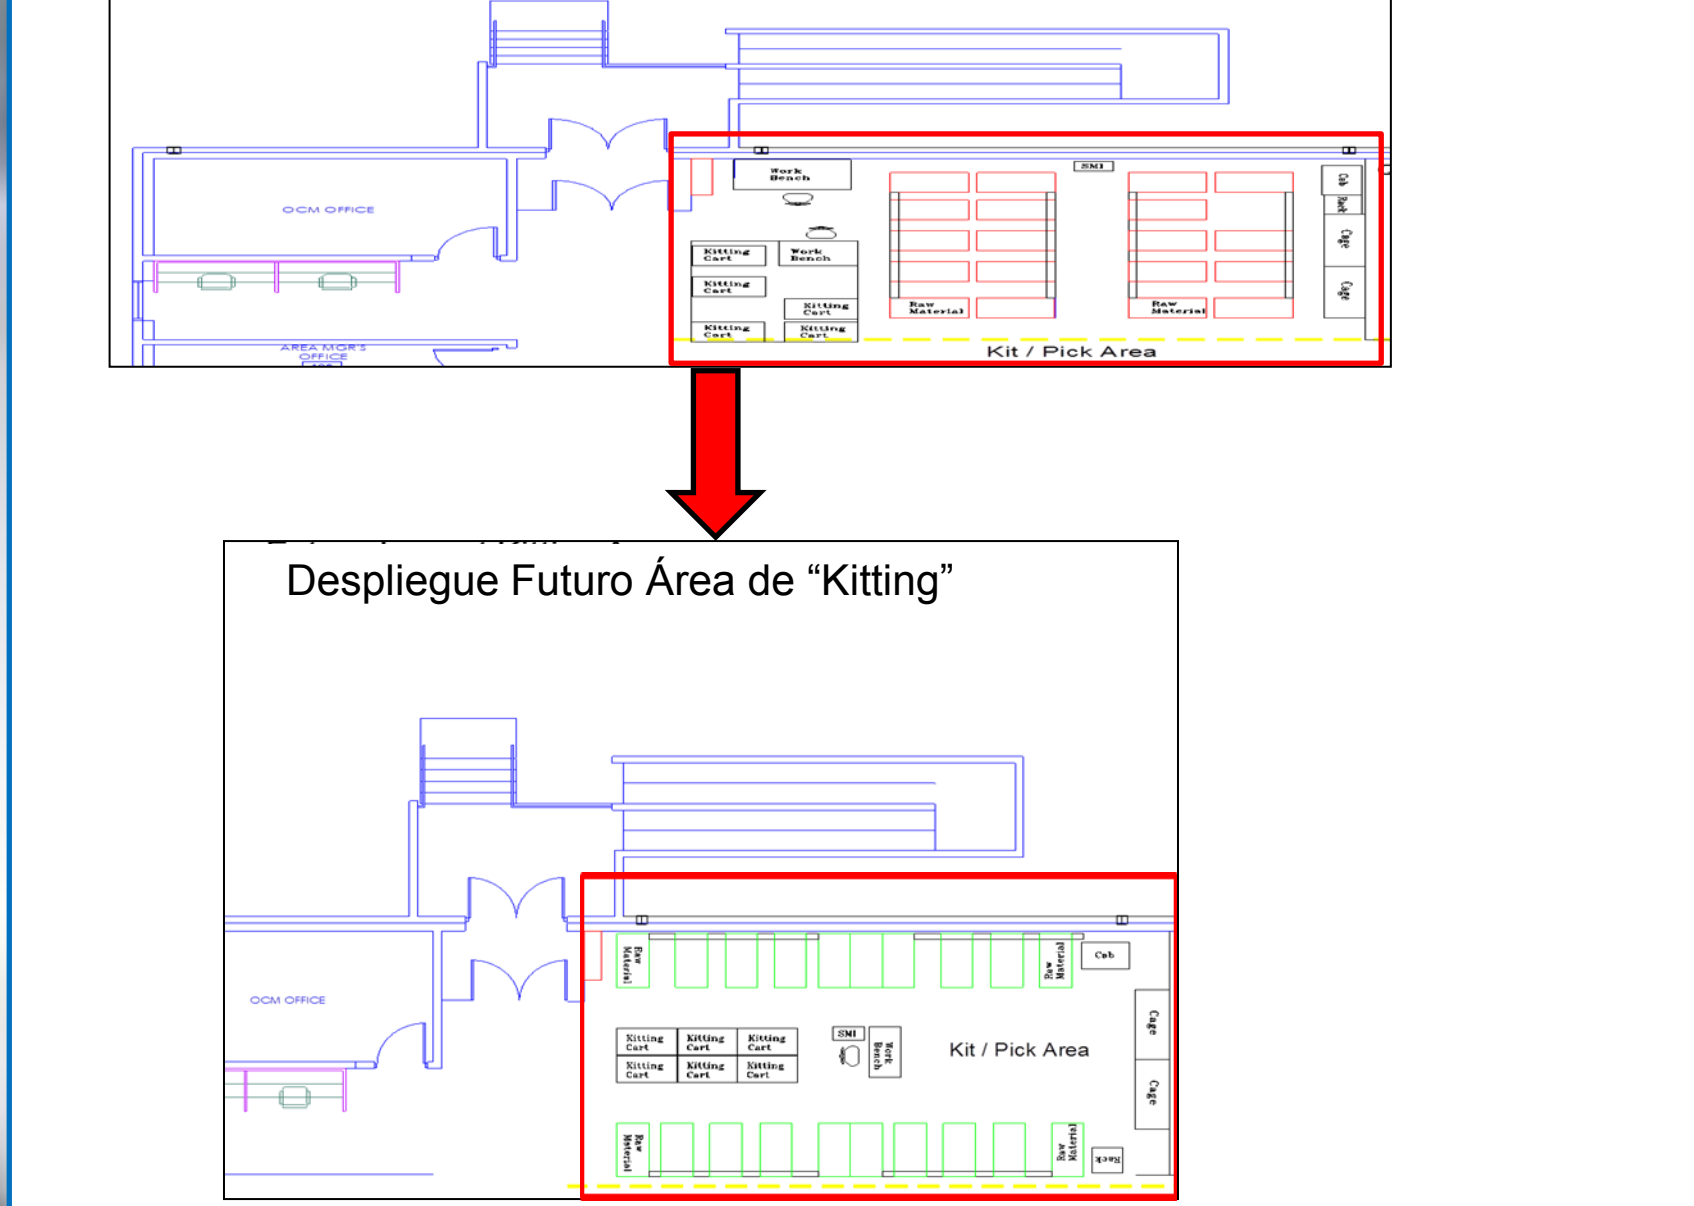 OCM OFFICE
AREA MGR'S
OFFICE
Work
Bench
Kitting
Cart
Work
Bench
Kitting
Cart
Kitting
Cart
Kitting
Cart
Kitting
Cart
Raw
Material
SMI
Raw
Material
Cab
Rack
Cage
Cage
Kit / Pick Area
Despliegue Futuro Área de “Kitting”
OCM OFFICE
Raw
Material
Raw
Material
Cab
Kitting
Cart
Kitting
Cart
Kitting
Cart
Kitting
Cart
Kitting
Cart
Kitting
Cart
SMI
Work
Bench
Kit / Pick Area
Cage
Cage
Raw
Material
Raw
Material
Rack